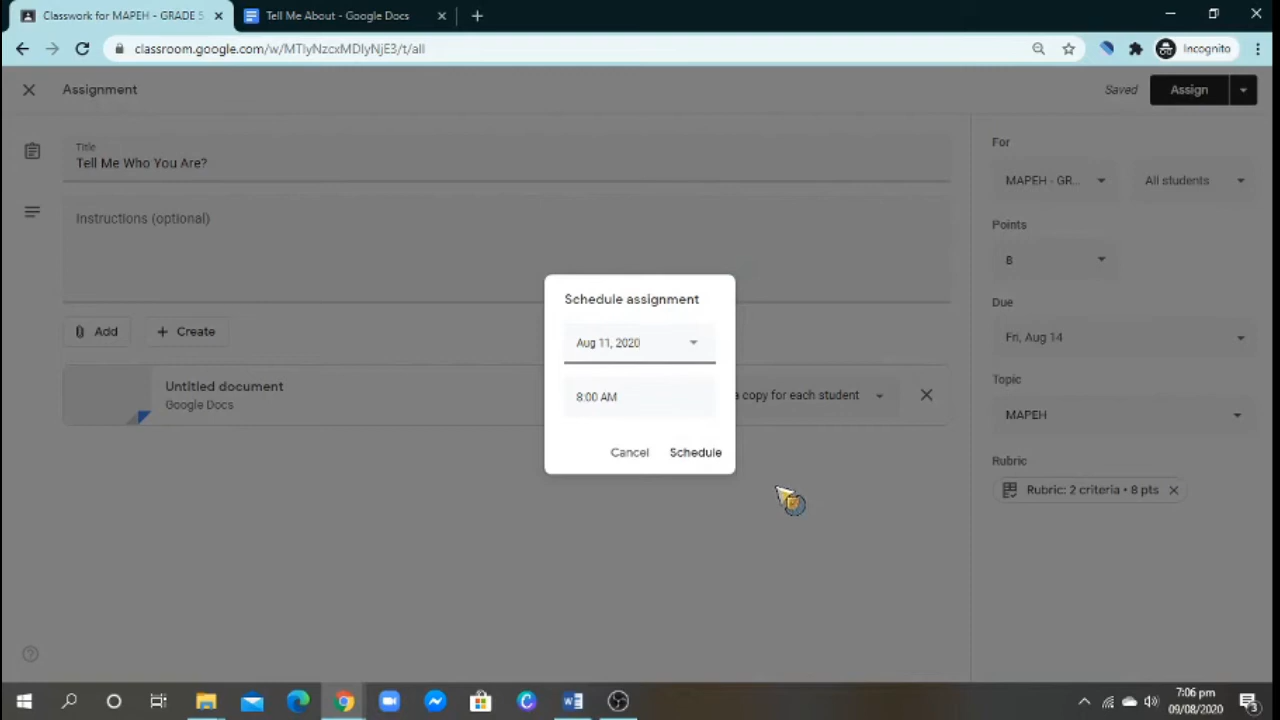 Classwork for MAPEH - GRADE 5
Tell Me About - Google Docs
classroom.google.com/w/MTIyNzcxMDIyNjE3/t/all
Incognito
Assignment
Saved
Assign
Title
Tell Me Who You Are?
Instructions (optional)
Add
Create
Untitled document
Google Docs
a copy for each student
Schedule assignment
Aug 11, 2020
8:00 AM
Cancel
Schedule
For
MAPEH - GR...
All students
Points
8
Due
Fri, Aug 14
Topic
MAPEH
Rubric
Rubric: 2 criteria • 8 pts
7:06 pm
09/08/2020
3